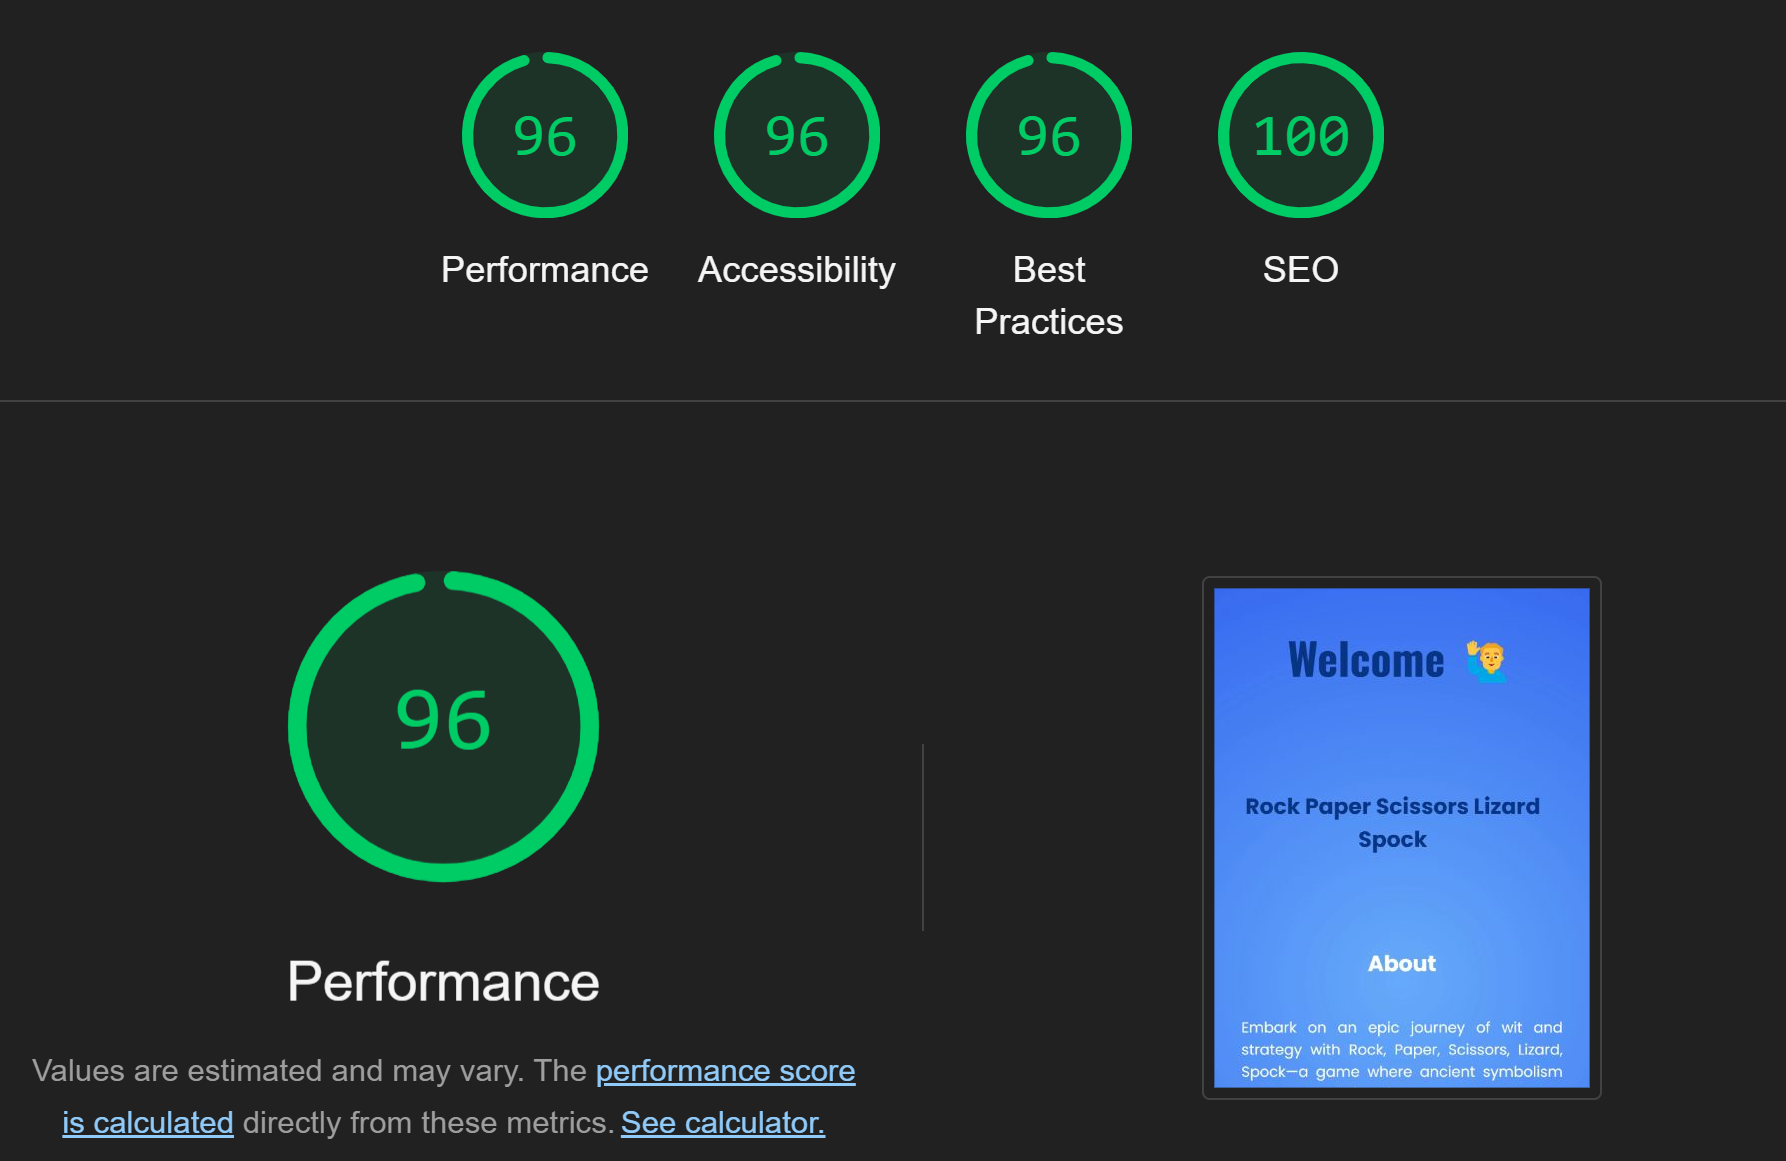 96
96
96
100
Performance
Accessibility
Best
Practices
SEO
96
Performance
Values are estimated and may vary. The performance score
is calculated directly from these metrics. See calculator.
Welcome
Rock Paper Scissors Lizard
Spock
About
Embark on an epic journey of wit and
strategy with Rock, Paper, Scissors, Lizard,
Spock—a game where ancient symbolism